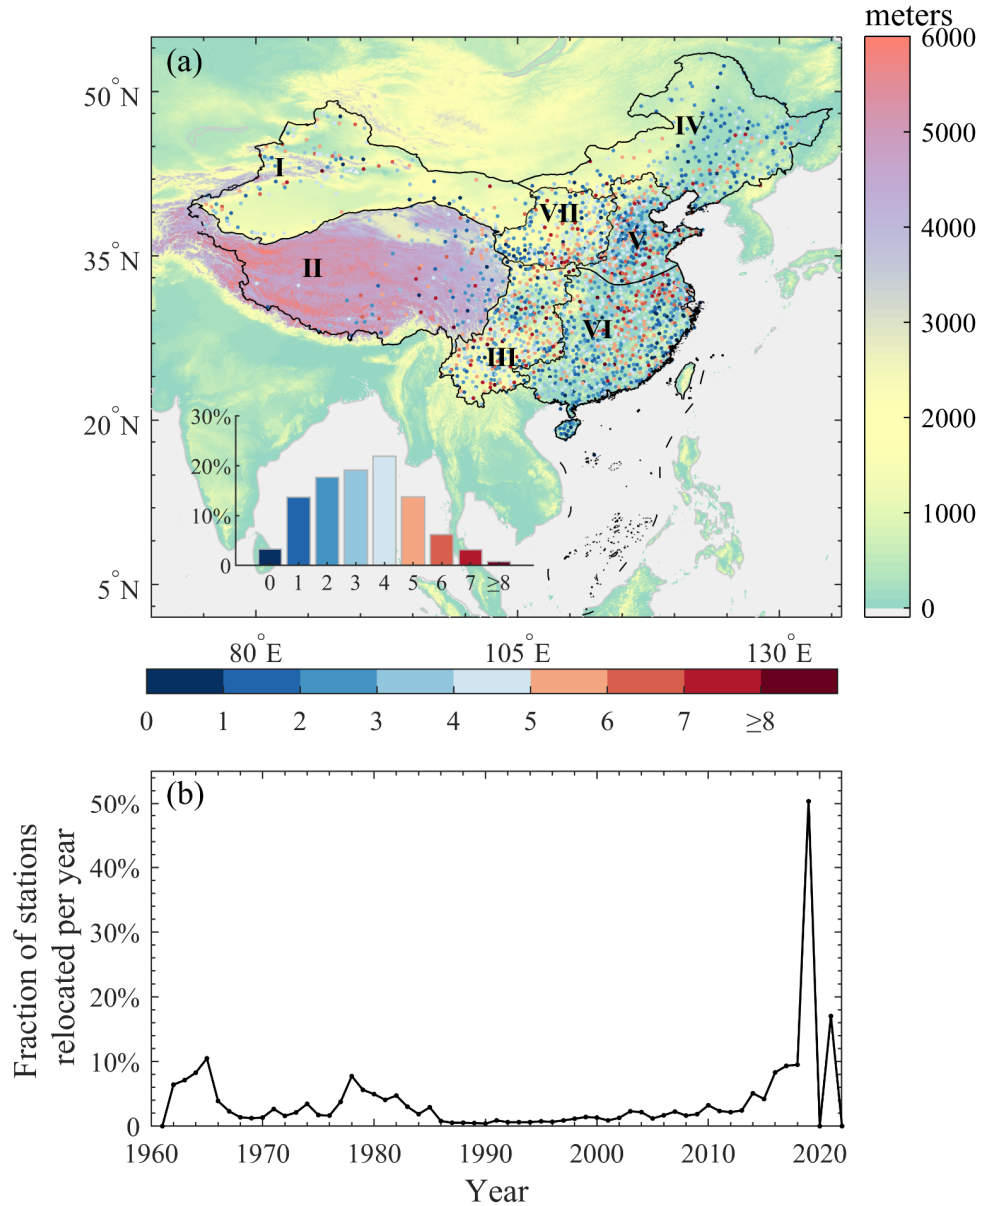 meters
(a)
6000
5000
4000
3000
2000
1000
0
50°N
35°N
20°N
5°N
I
II
III
IV
V
VI
VII
30%
20%
10%
0
0 1 2 3 4 5 6 7 ≥8
80°E 105°E 130°E
0 1 2 3 4 5 6 7 ≥8
(b)
Fraction of stations
relocated per year
50%
40%
30%
20%
10%
0
1960 1970 1980 1990 2000 2010 2020
Year